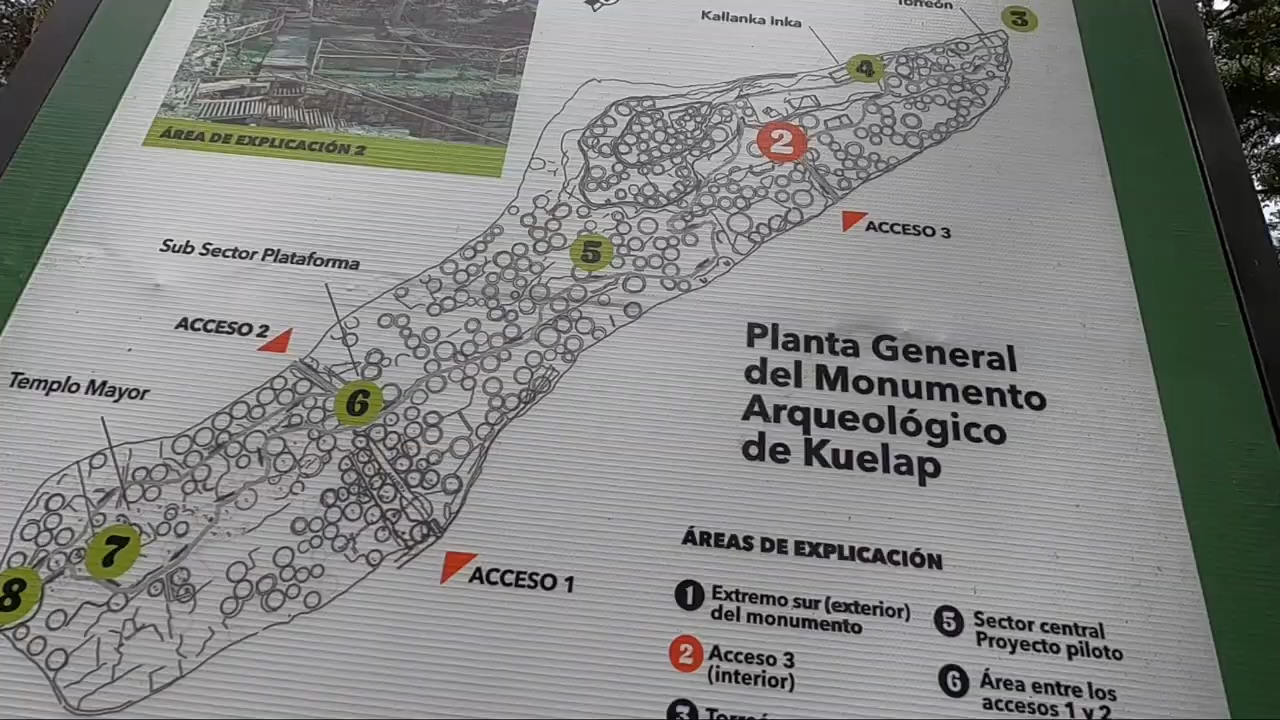 Torreón
3
Kallanka Inka
4
ÁREA DE EXPLICACIÓN 2
2
ACCESO 3
5
Sub Sector Plataforma
ACCESO 2
Templo Mayor
6
Planta General
del Monumento
Arqueológico
de Kuelap
7
8
ACCESO 1
ÁREAS DE EXPLICACIÓN
1 Extremo sur (exterior)
del monumento
2 Acceso 3
(interior)
3
5 Sector central
Proyecto piloto
6 Área entre los
accesos 1 y 2